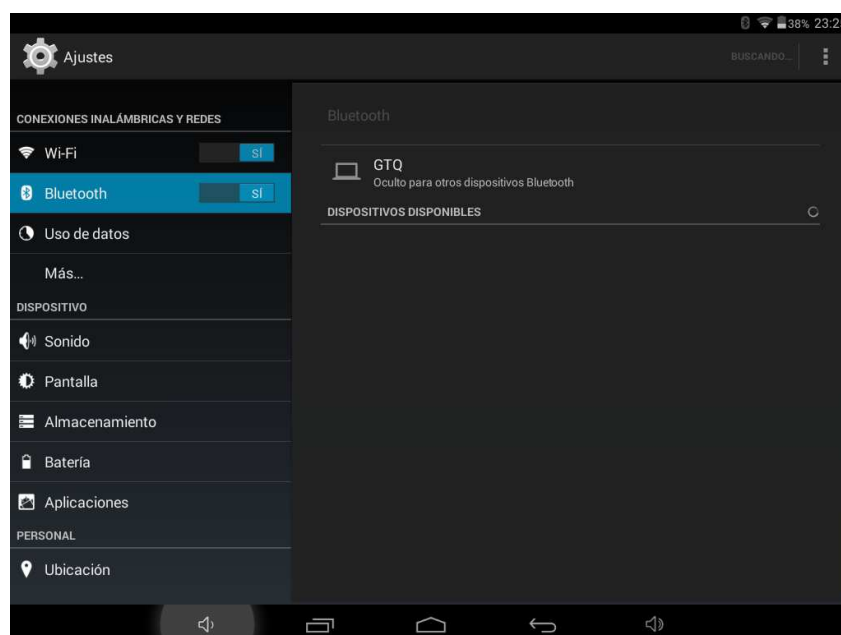 38% 23:2
Ajustes
BUSCANDO...
CONEXIONES INALÁMBRICAS Y REDES
Wi-Fi SÍ
Bluetooth SÍ
Uso de datos
Más...
DISPOSITIVO
Sonido
Pantalla
Almacenamiento
Batería
Aplicaciones
PERSONAL
Ubicación
Bluetooth
GTQ
Oculto para otros dispositivos Bluetooth
DISPOSITIVOS DISPONIBLES